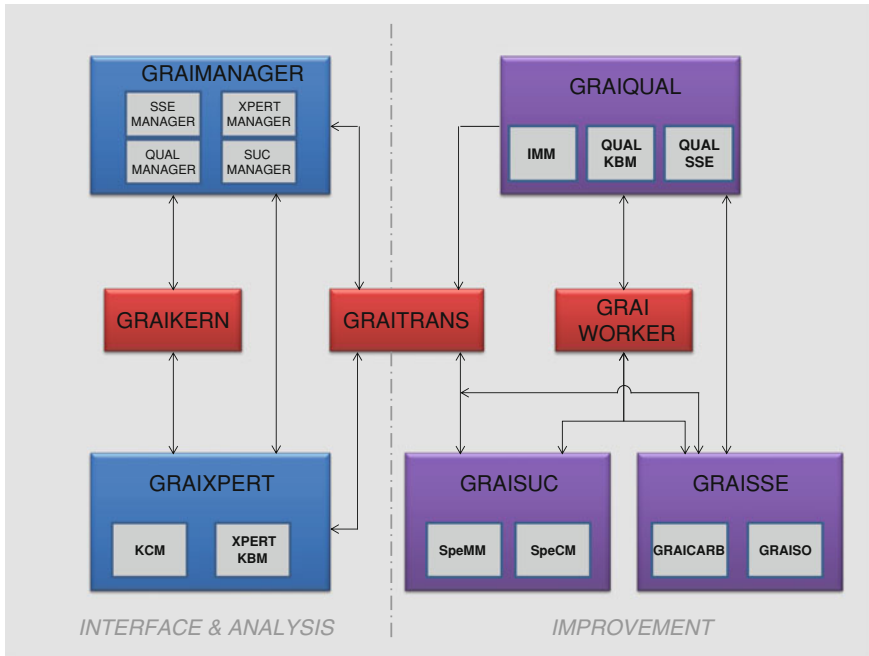 GRAIMANAGER
SSE
MANAGER
XPERT
MANAGER
QUAL
MANAGER
SUC
MANAGER
GRAIQUAL
IMM
QUAL
KBM
QUAL
SSE
GRAIKERN
GRAITRANS
GRAI
WORKER
GRAIXPERT
KCM
XPERT
KBM
GRAISUC
SpeMM
SpeCM
GRAISSE
GRAICARB
GRAISO
INTERFACE & ANALYSIS
IMPROVEMENT